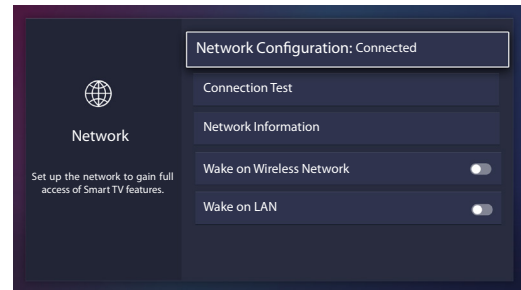 Network
Set up the network to gain full
access of Smart TV features.
Network Configuration: Connected
Connection Test
Network Information
Wake on Wireless Network
Wake on LAN